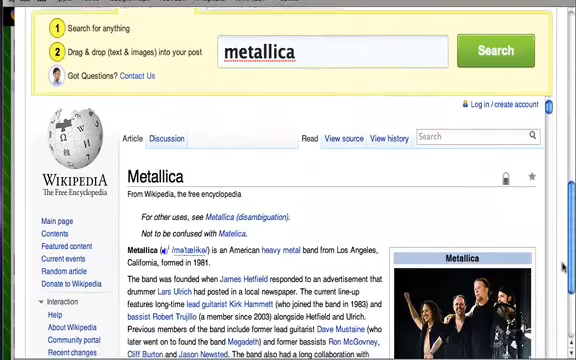 1 Search for anything
2 Drag & drop (text & images) into your post
Got Questions? Contact Us
metallica
Search
Log in / create account
Article Discussion Read View source View history Search
WIKIPEDIA
The Free Encyclopedia
Main page
Contents
Featured content
Current events
Random article
Donate to Wikipedia
Interaction
Help
About Wikipedia
Community portal
Recent changes
Metallica
From Wikipedia, the free encyclopedia
For other uses, see Metallica (disambiguation).
Not to be confused with Metalica.
Metallica (/məˈtælɨkə/) is an American heavy metal band from Los Angeles,
California, formed in 1981.
The band was founded when James Hetfield responded to an advertisement that
drummer Lars Ulrich had posted in a local newspaper. The current line-up
features long-time lead guitarist Kirk Hammett (who joined the band in 1983) and
bassist Robert Trujillo (a member since 2003) alongside Hetfield and Ulrich.
Previous members of the band include former lead guitarist Dave Mustaine (who
later went on to found the band Megadeth) and former bassists Ron McGovney,
Cliff Burton and Jason Newsted. The band also had a long collaboration with
Metallica